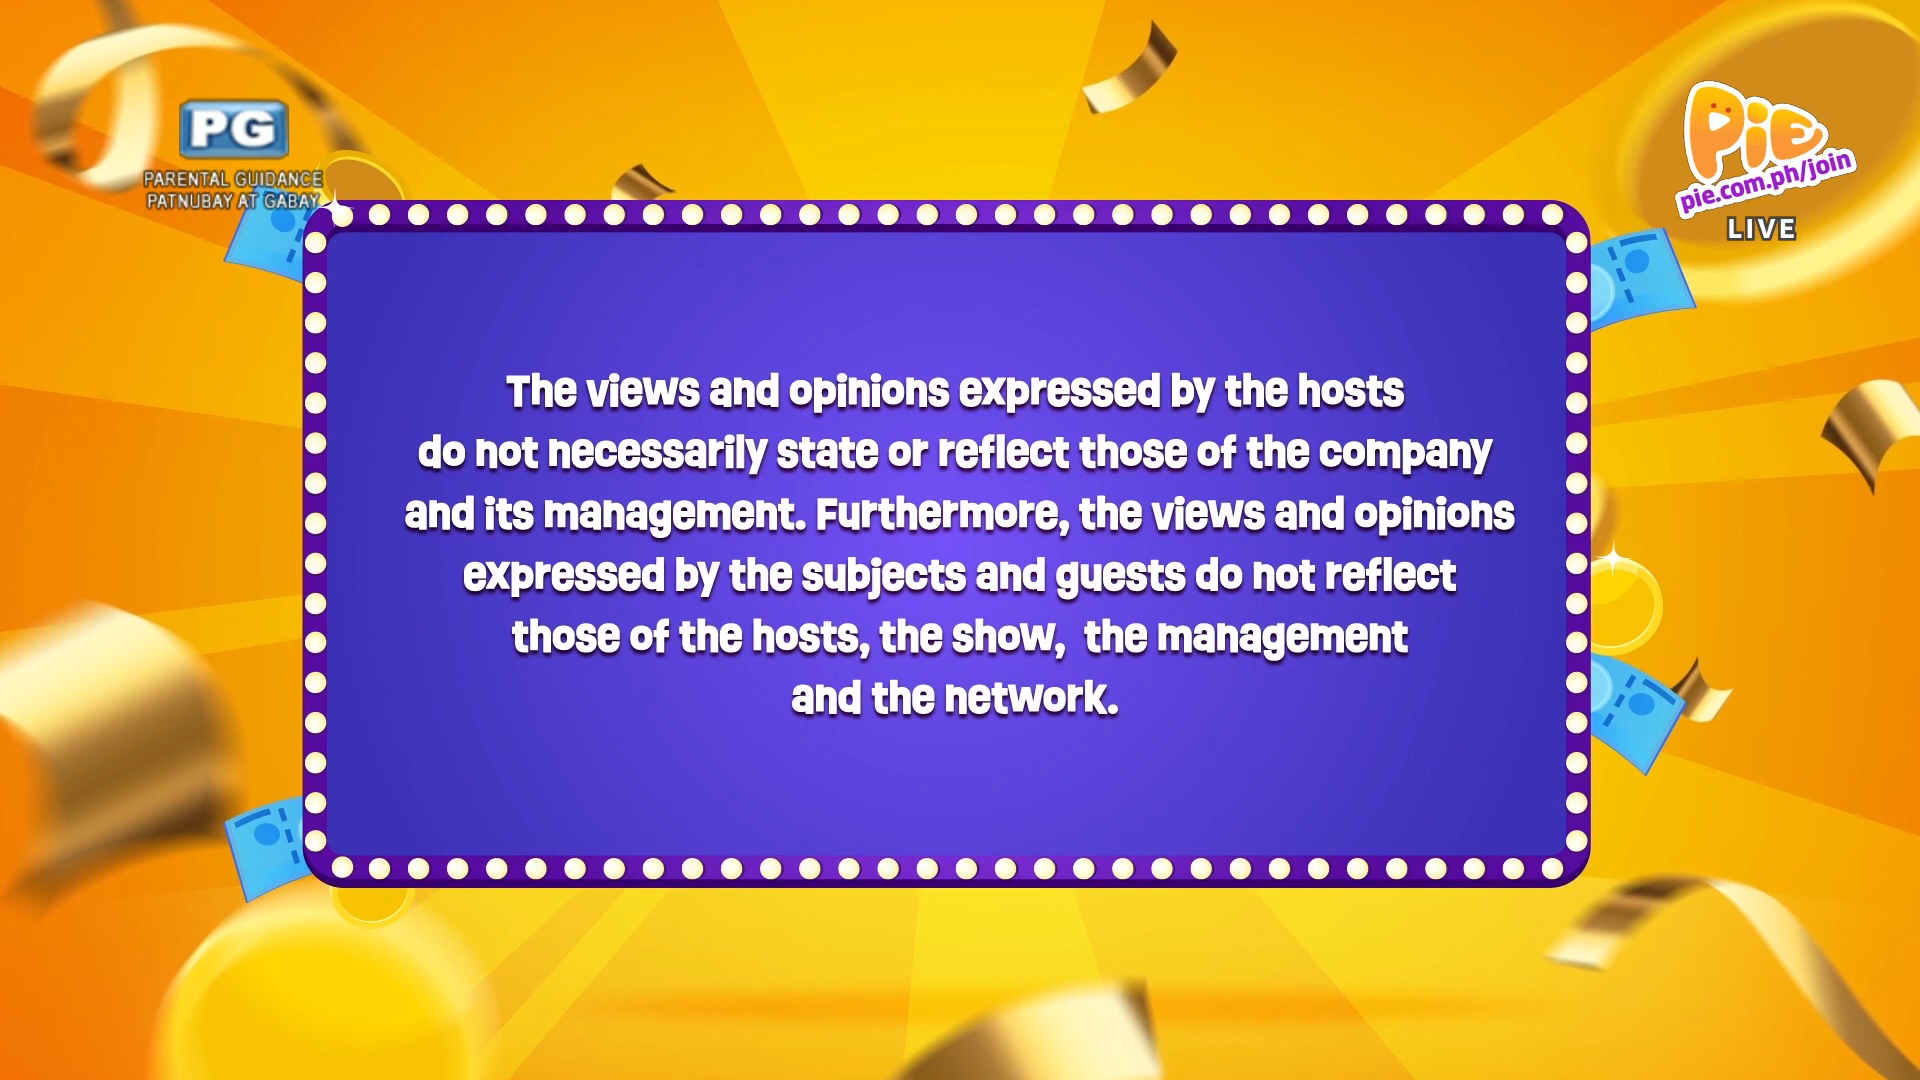 PG
PARENTAL GUIDANCE
PATNUBAY AT GABAY
Pie
pie.com.ph/join
LIVE
The views and opinions expressed by the hosts
do not necessarily state or reflect those of the company
and its management. Furthermore, the views and opinions
expressed by the subjects and guests do not reflect
those of the hosts, the show,  the management
and the network.